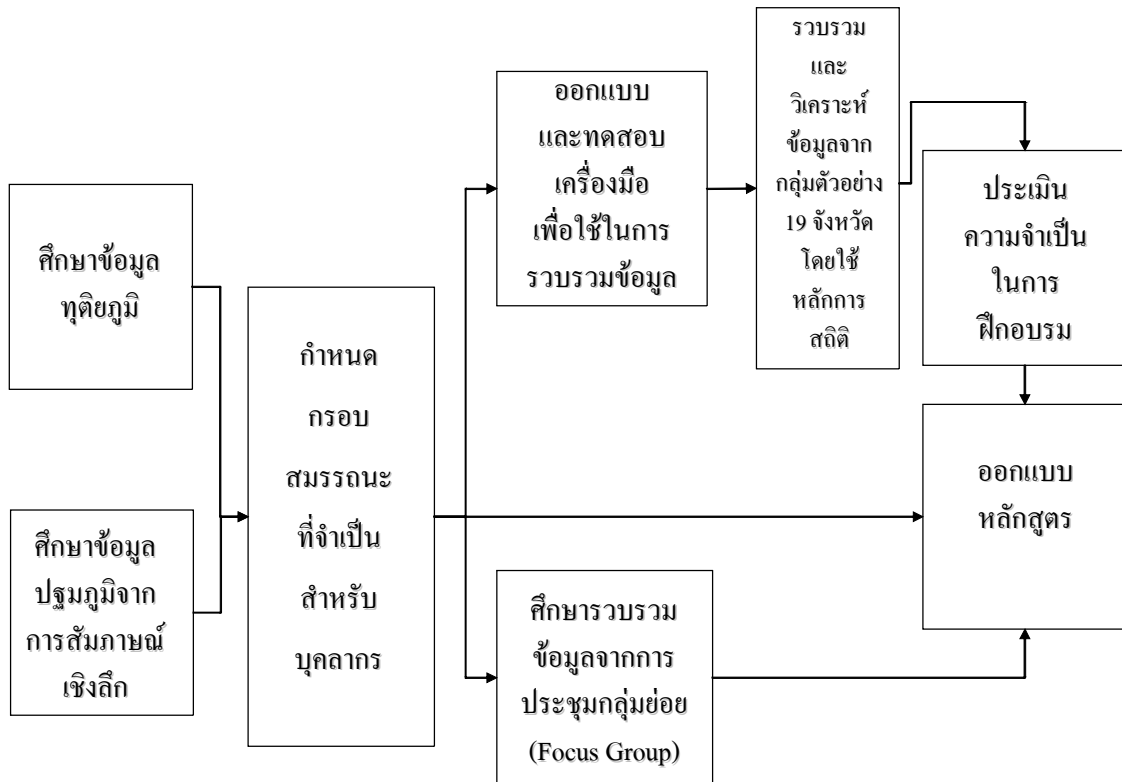 ศึกษาข้อมูล
ทุติยภูมิ
ศึกษาข้อมูล
ปฐมภูมิจาก
การสัมภาษณ์
เชิงลึก
กำหนด
กรอบ
สมรรถนะ
ที่จำเป็น
สำหรับ
บุคลากร
ออกแบบ
และทดสอบ
เครื่องมือ
เพื่อใช้ในการ
รวบรวมข้อมูล
รวบรวม
และ
วิเคราะห์
ข้อมูลจาก
กลุ่มตัวอย่าง
19 จังหวัด
โดยใช้
หลักการ
สถิติ
ประเมิน
ความจำเป็น
ในการ
ฝึกอบรม
ออกแบบ
หลักสูตร
ศึกษารวบรวม
ข้อมูลจากการ
ประชุมกลุ่มย่อย
(Focus Group)